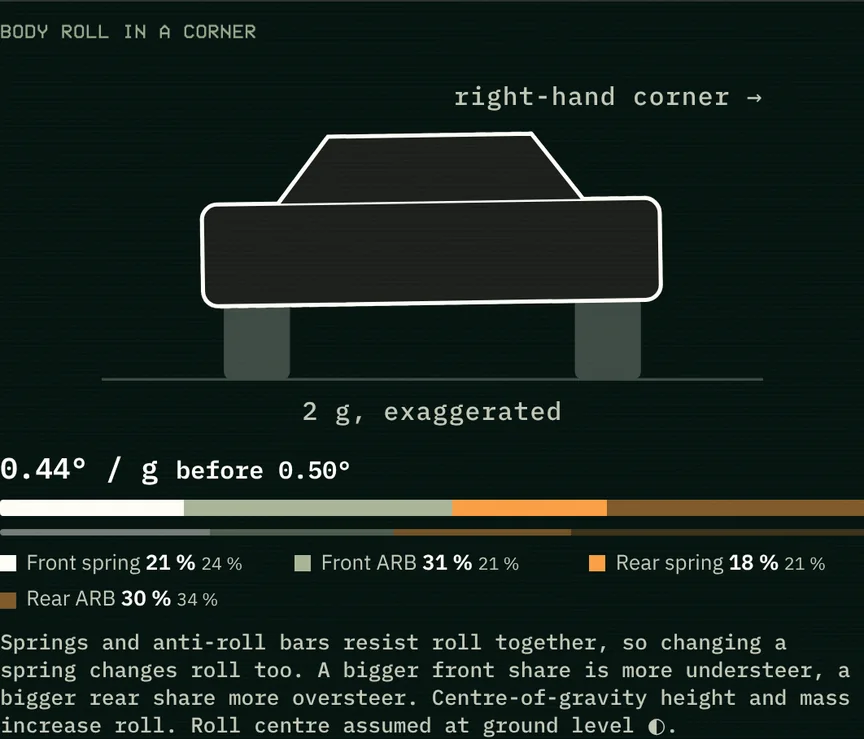 BODY ROLL IN A CORNER
right-hand corner →
2 g, exaggerated
0.44° / g before 0.50°
Front spring 21 % 24 % Front ARB 31 % 21 % Rear spring 18 % 21 %
Rear ARB 30 % 34 %
Springs and anti-roll bars resist roll together, so changing a
spring changes roll too. A bigger front share is more understeer, a
bigger rear share more oversteer. Centre-of-gravity height and mass
increase roll. Roll centre assumed at ground level ◐.